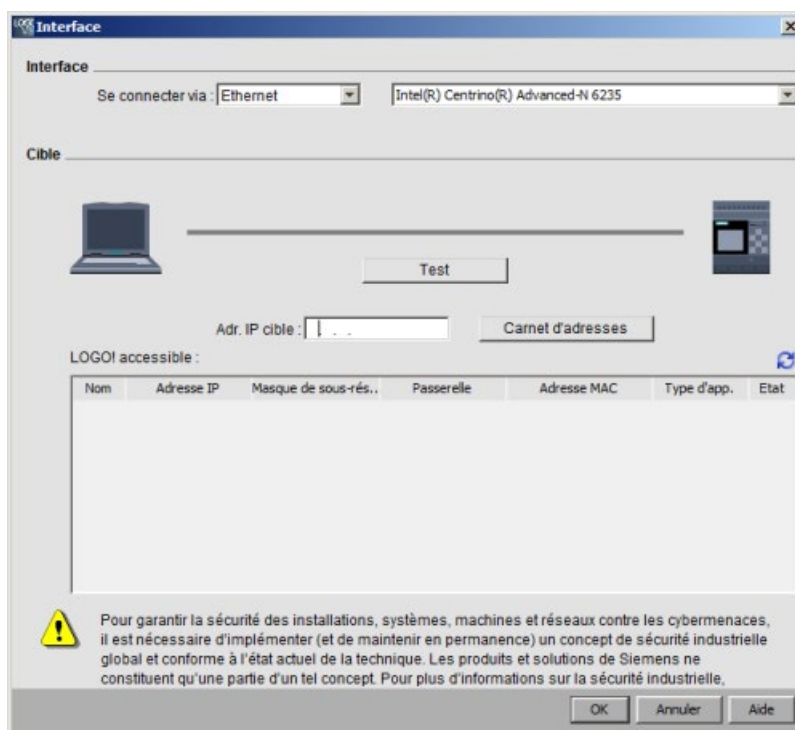 Interface
Interface
Se connecter via : Ethernet Intel(R) Centrino(R) Advanced-N 6235
Cible
Test
Adr. IP cible : . . .
Carnet d'adresses
LOGO! accessible :
Nom Adresse IP Masque de sous-rés.. Passerelle Adresse MAC Type d'app. Etat
Pour garantir la sécurité des installations, systèmes, machines et réseaux contre les cybermenaces,
il est nécessaire d'implémenter (et de maintenir en permanence) un concept de sécurité industrielle
global et conforme à l'état actuel de la technique. Les produits et solutions de Siemens ne
constituent qu'une partie d'un tel concept. Pour plus d'informations sur la sécurité industrielle,
OK Annuler Aide